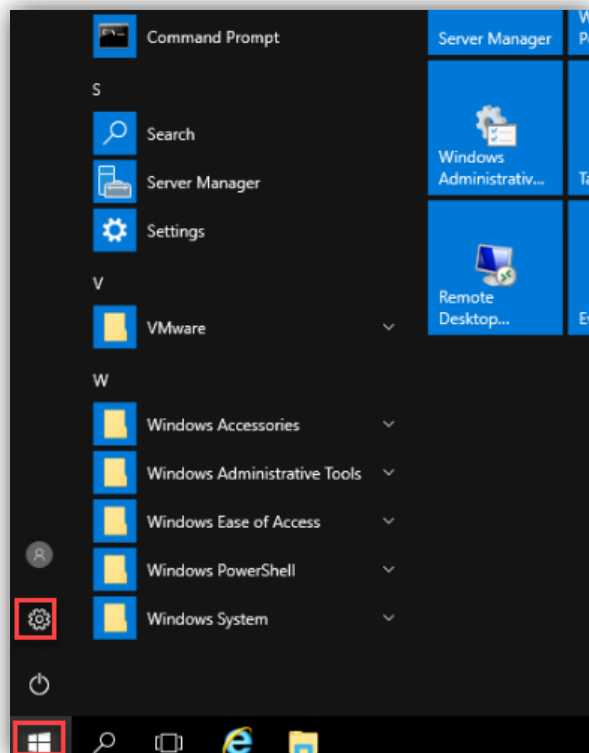 Command Prompt
S
Search
Server Manager
Settings
V
VMware
W
Windows Accessories
Windows Administrative Tools
Windows Ease of Access
Windows PowerShell
Windows System
Server Manager
Windows
Administrativ...
Remote
Desktop...